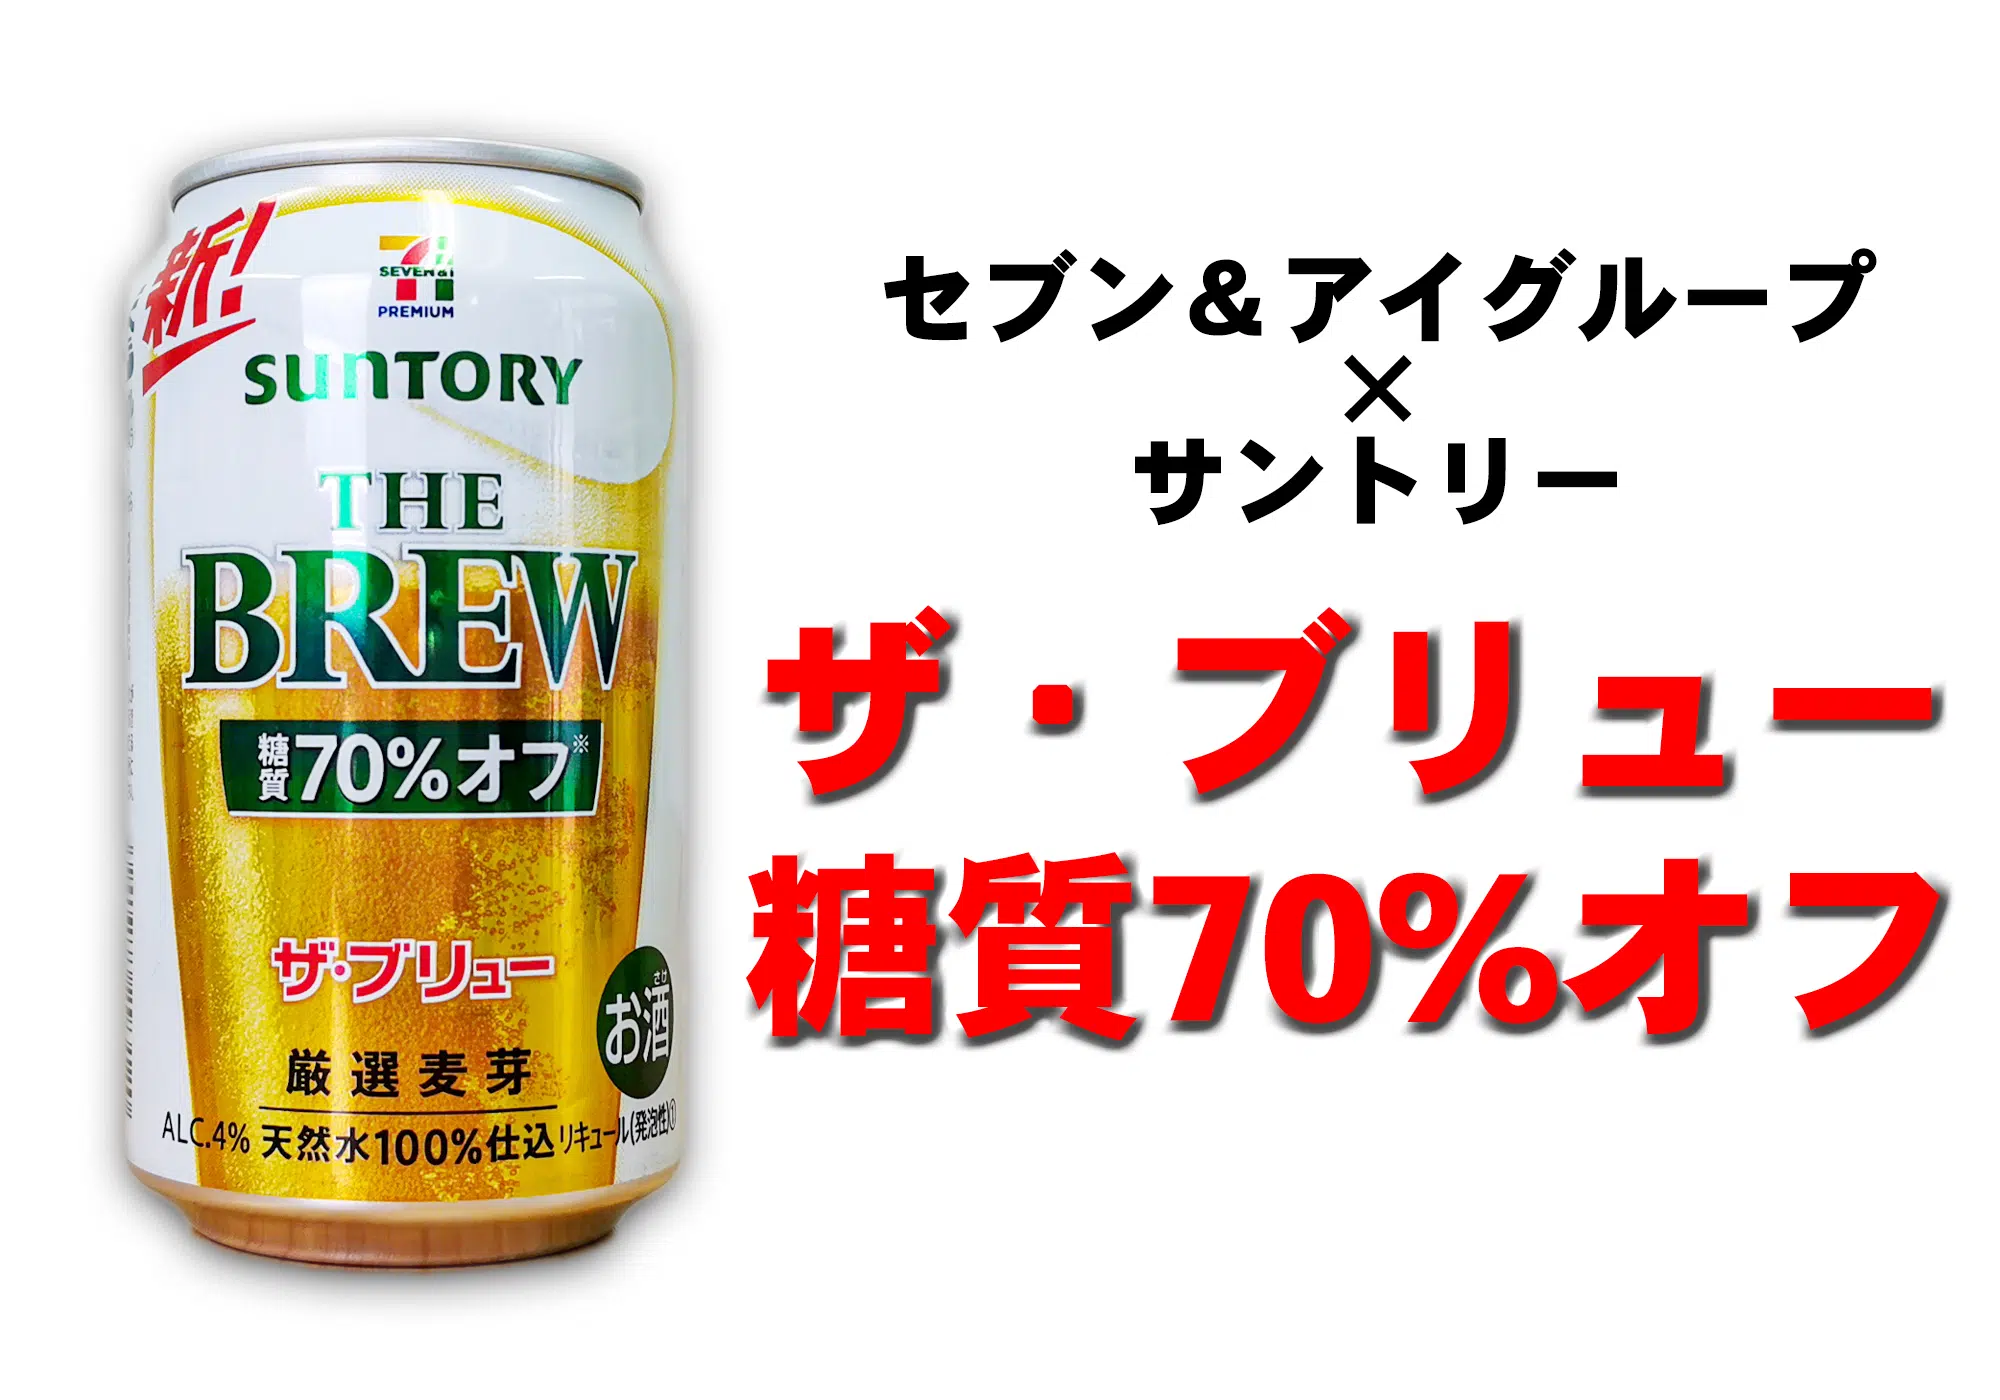 新!
SEVEN&i
PREMIUM
SUNTORY
THE
BREW
糖質70%オフ※
ザ・ブリュー
お酒
さけ
厳選麦芽
ALC.4% 天然水100%仕込 リキュール(発泡性)①
セブン＆アイグループ
×
サントリー
ザ・ブリュー
糖質70%オフ